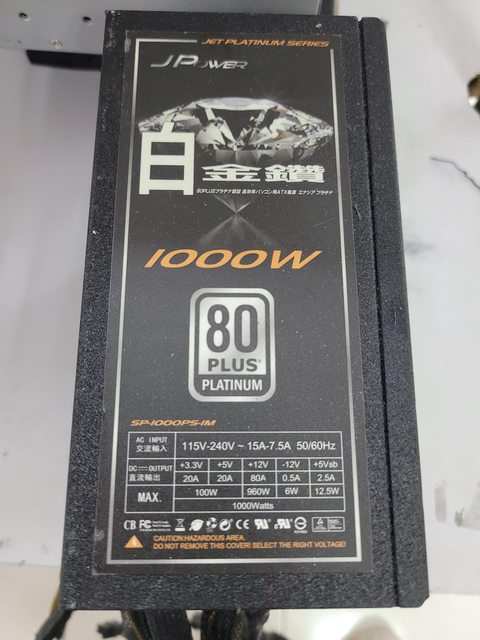 JET PLATINUM SERIES
JPOWER
白金鑽
80PLUSプラチナ認証 高効率パソコン用ATX電源 エナジア プラチナ
1000W
80
PLUS
PLATINUM
SP-1000PS-1M
AC INPUT 交流輸入 115V-240V ~ 15A-7.5A 50/60Hz
DC OUTPUT 直流輸出 +3.3V +5V +12V -12V +5Vsb
20A 20A 80A 0.5A 2.5A
MAX. 100W 960W 6W 12.5W
1000Watts
CAUTION:HAZARDOUS AREA.
DO NOT REMOVE THIS COVER! SELECT THE RIGHT VOLTAGE!